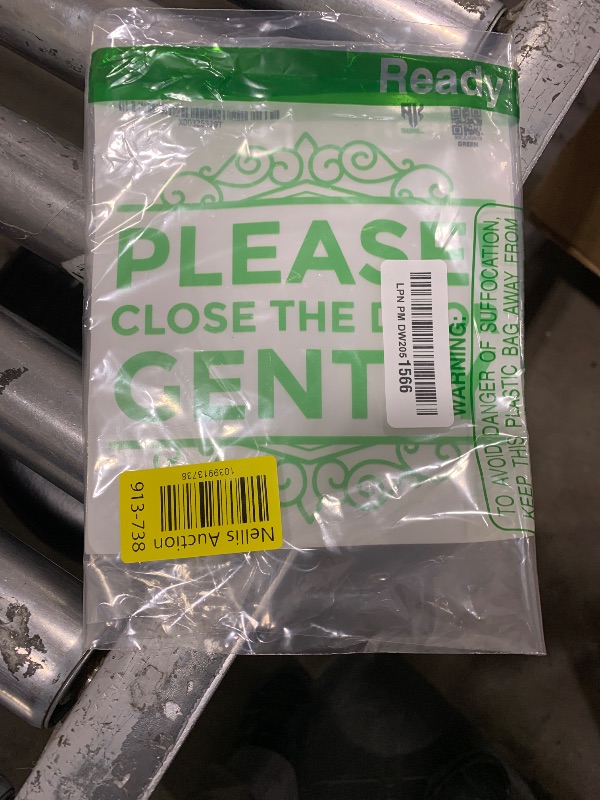 Ready
PLEASE
CLOSE THE
GENT
LPN PM DW2051566
WARNING:
TO AVOID DANGER OF SUFFOCATION,
KEEP THIS PLASTIC BAG AWAY FROM
Nellis Auction
1039913738
913-738